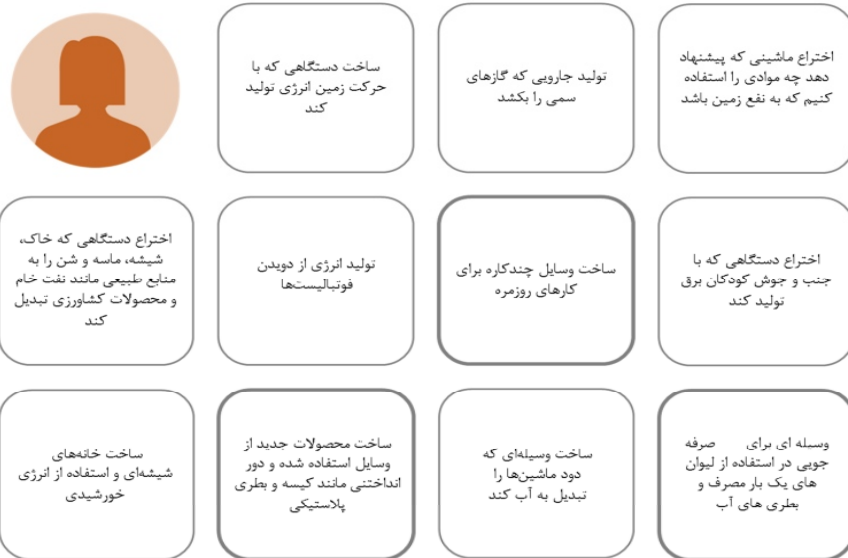 اختراع ماشینی که پیشنهاد
دهد چه موادی را استفاده
کنیم که به نفع زمین باشد
تولید جارویی که گازهای
سمی را بکشد
ساخت دستگاهی که با
حرکت زمین انرژی تولید
کند
اختراع دستگاهی که با
جنب و جوش کودکان برق
تولید کند
ساخت وسایل چندکاره برای
کارهای روزمره
تولید انرژی از دویدن
فوتبالیست‌ها
اختراع دستگاهی که خاک،
شیشه، ماسه و شن را به
منابع طبیعی مانند نفت خام
و محصولات کشاورزی تبدیل
کند
وسیله ای برای صرفه
جویی در استفاده از لیوان
های یک بار مصرف و
بطری های آب
ساخت وسیله‌ای که
دود ماشین‌ها را
تبدیل به آب کند
ساخت محصولات جدید از
وسایل استفاده شده و دور
انداختنی مانند کیسه و بطری
پلاستیکی
ساخت خانه‌های
شیشه‌ای و استفاده از انرژی
خورشیدی